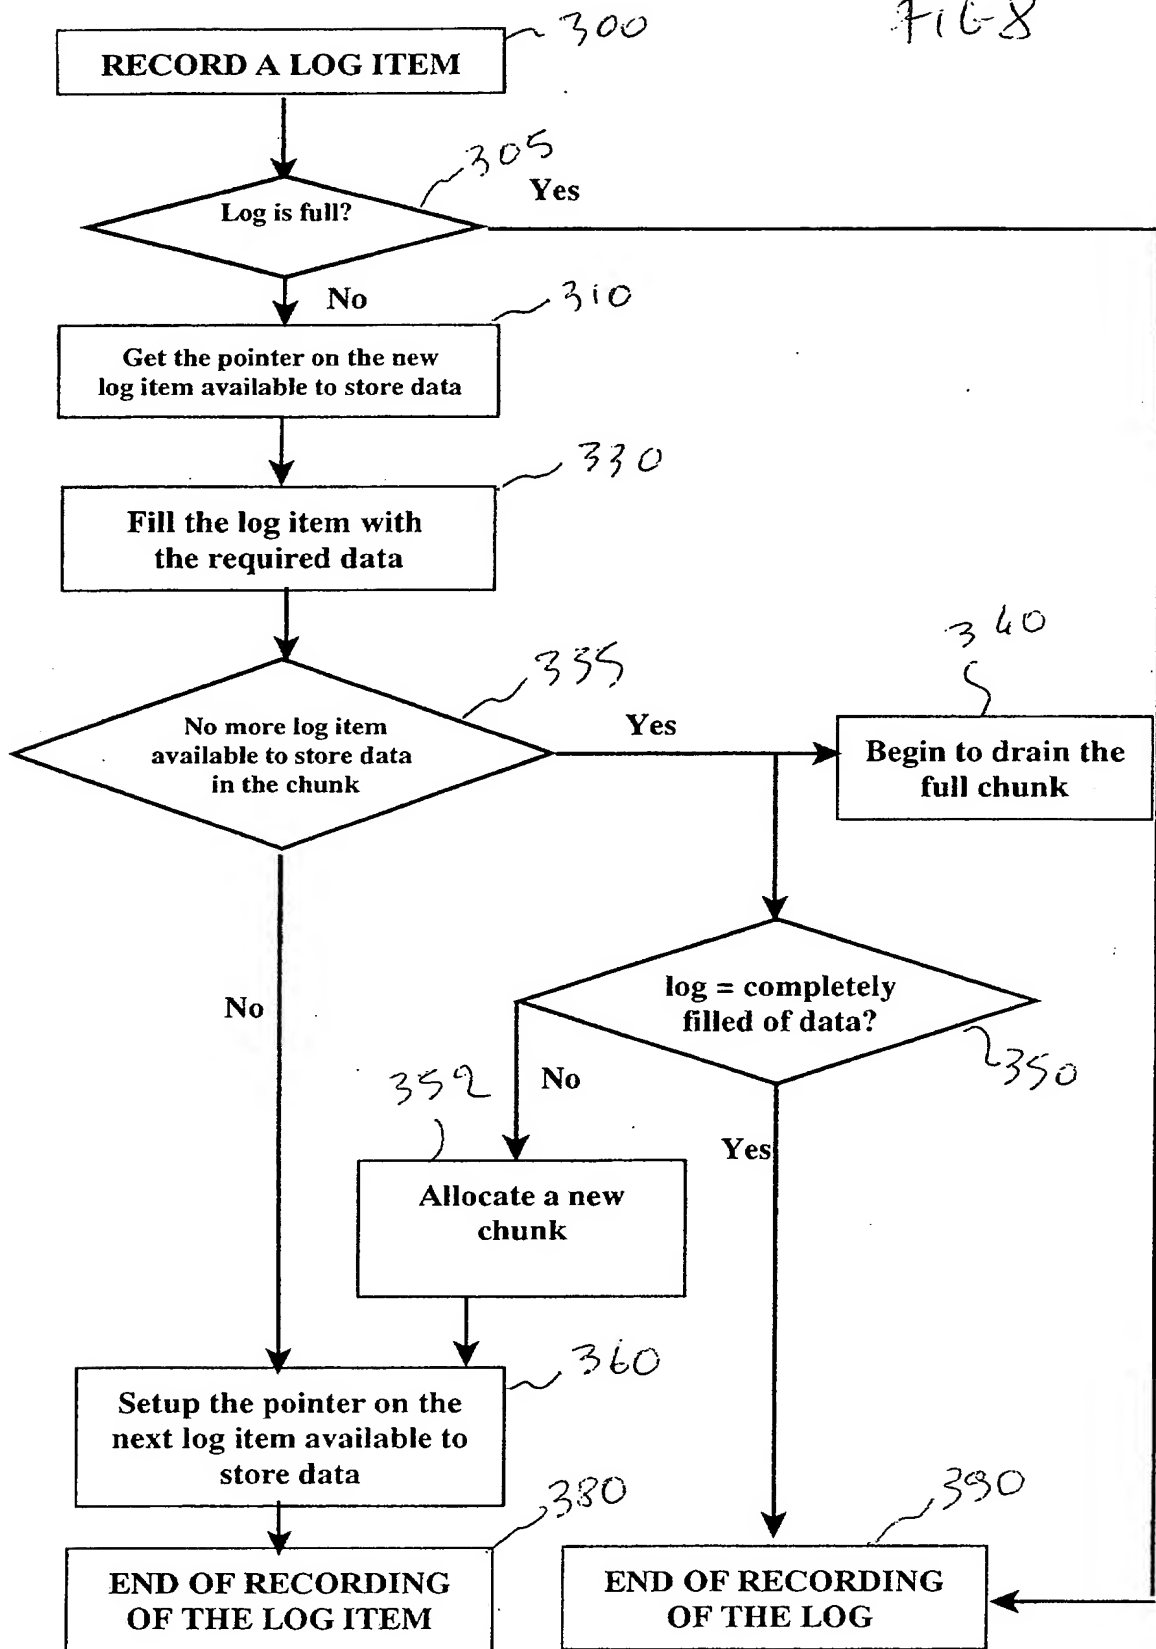 FIG 8
300
RECORD A LOG ITEM
305
Yes
Log is full?
No
310
Get the pointer on the new
log item available to store data
330
Fill the log item with
the required data
340
335
No more log item
available to store data
in the chunk
Yes
Begin to drain the
full chunk
No
log = completely
filled of data?
350
352
No
Yes
Allocate a new
chunk
360
Setup the pointer on the
next log item available to
store data
380
390
END OF RECORDING
OF THE LOG ITEM
END OF RECORDING
OF THE LOG